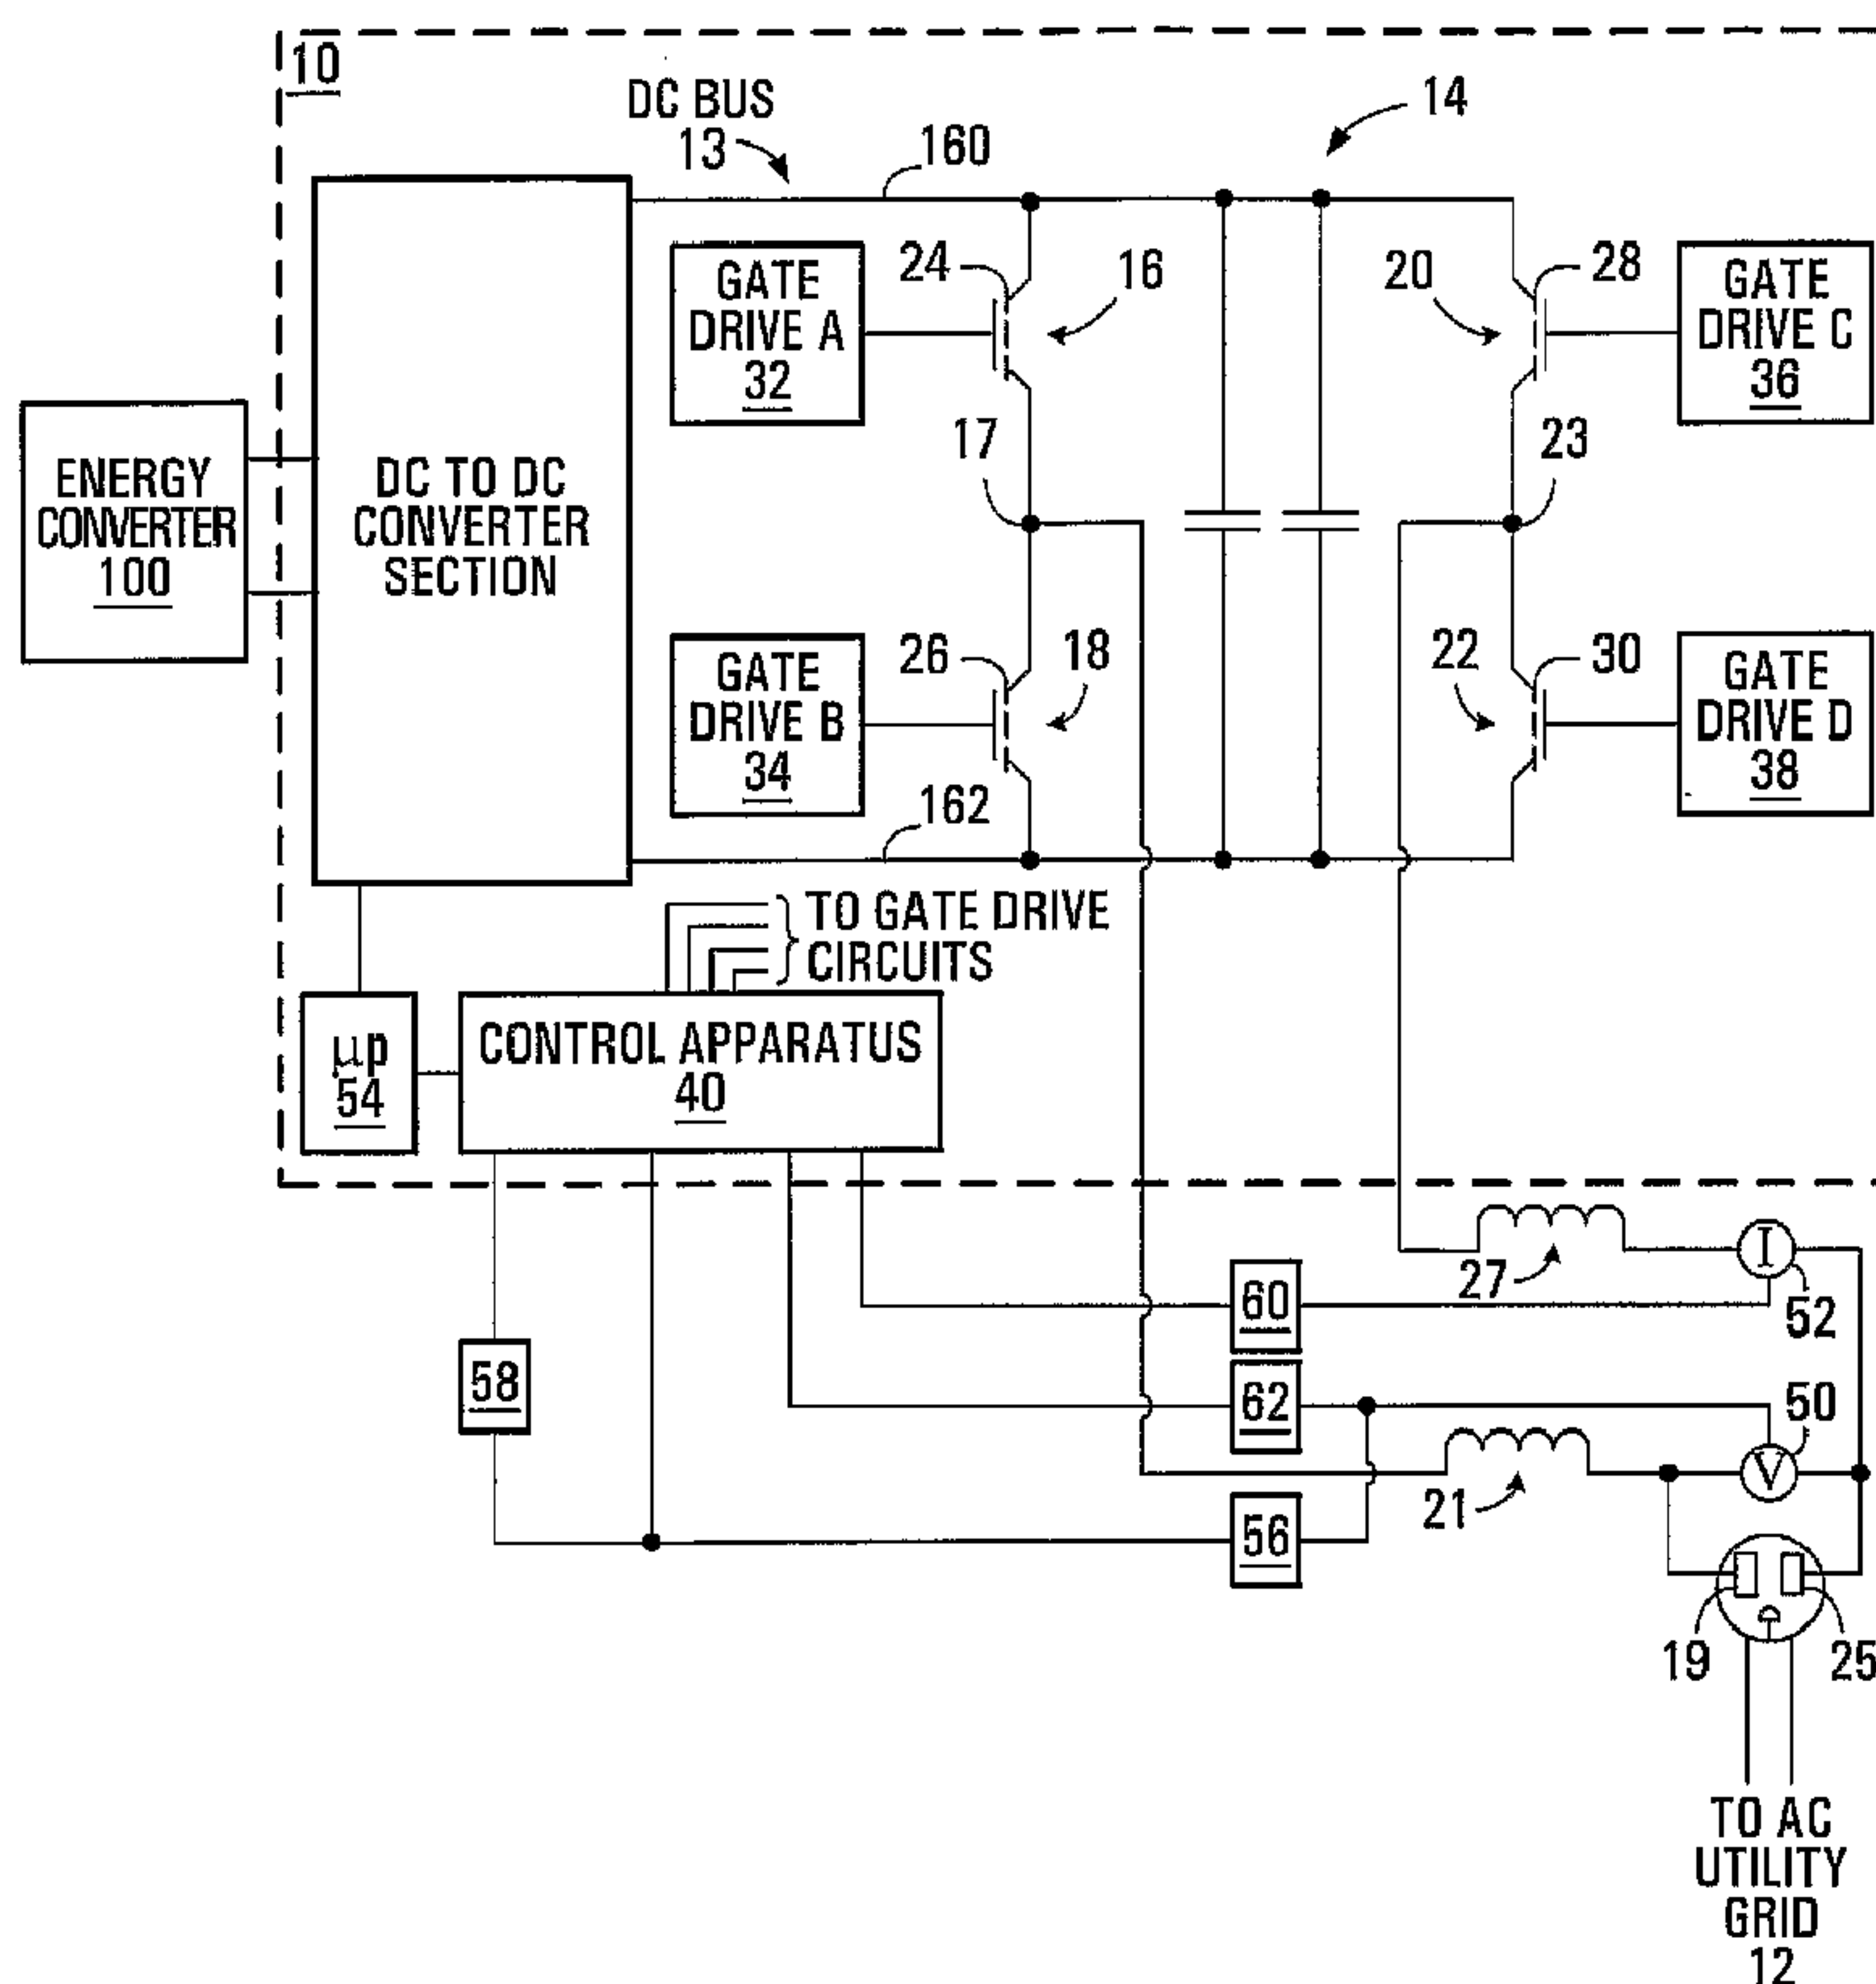 10
DC BUS
13
160
14
GATE
DRIVE A
32
24
16
20
28
GATE
DRIVE C
36
17
23
ENERGY
CONVERTER
100
DC TO DC
CONVERTER
SECTION
GATE
DRIVE B
34
26
18
22
30
GATE
DRIVE D
38
162
TO GATE DRIVE
CIRCUITS
μp
54
CONTROL APPARATUS
40
27
I
52
60
58
62
50
V
21
56
19
25
TO AC
UTILITY
GRID
12